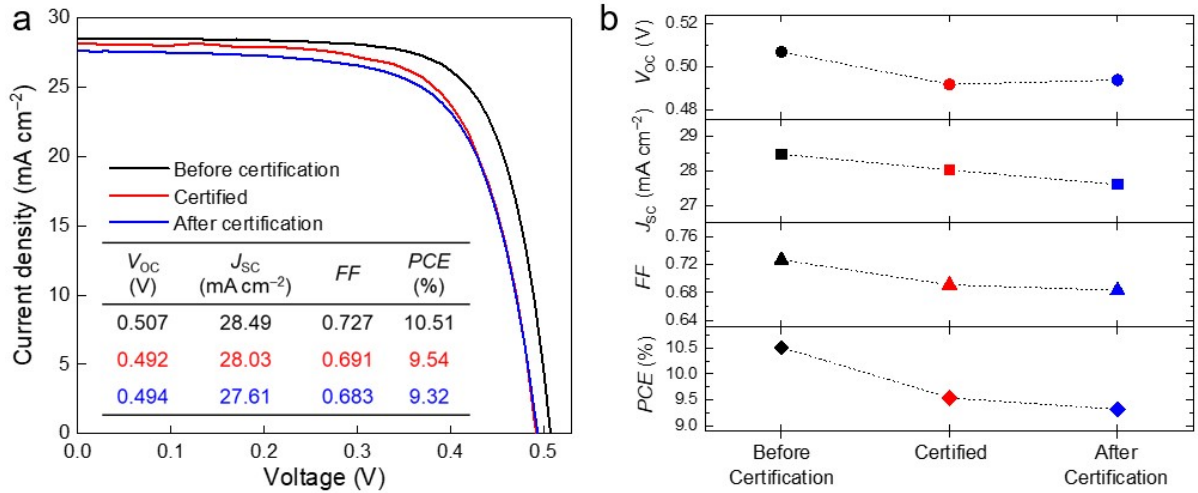 a
30
25
20
15
10
5
0
Current density (mA cm⁻²)
Before certification
Certified
After certification
V_OC J_SC FF PCE
(V) (mA cm⁻²) (%)
0.507 28.49 0.727 10.51
0.492 28.03 0.691 9.54
0.494 27.61 0.683 9.32
0.0 0.1 0.2 0.3 0.4 0.5
Voltage (V)
b
V_OC (V)
0.52
0.50
0.48
J_SC (mA cm⁻²)
29
28
27
FF
0.76
0.72
0.68
0.64
PCE (%)
10.5
10.0
9.5
9.0
Before Certified After
Certification Certification